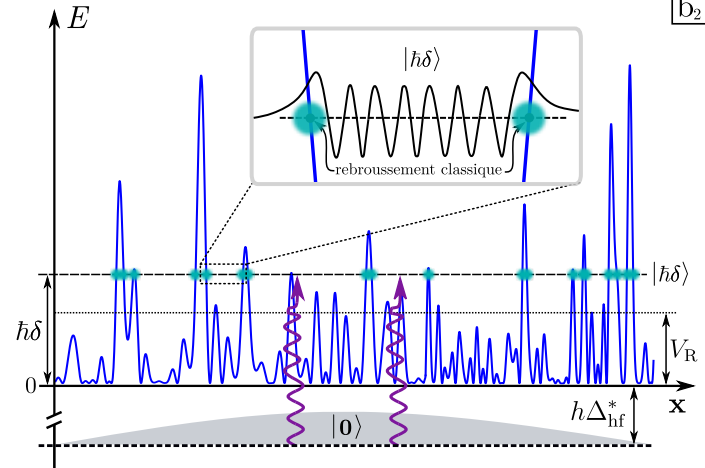 E
b₂
|ħδ⟩
rebroussement classique
|ħδ⟩
ħδ
V_R
0
x
hΔ*_hf
|0⟩